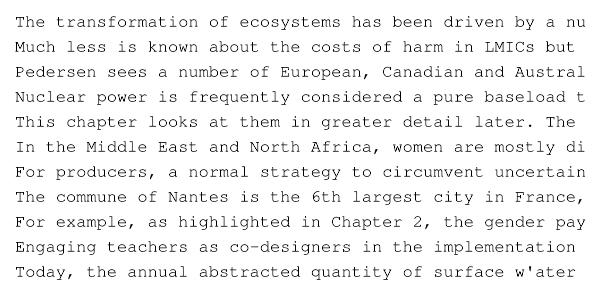 The transformation of ecosystems has been driven by a nu
Much less is known about the costs of harm in LMICs but
Pedersen sees a number of European, Canadian and Austral
Nuclear power is frequently considered a pure baseload t
This chapter looks at them in greater detail later. The
In the Middle East and North Africa, women are mostly di
For producers, a normal strategy to circumvent uncertain
The commune of Nantes is the 6th largest city in France,
For example, as highlighted in Chapter 2, the gender pay
Engaging teachers as co-designers in the implementation
Today, the annual abstracted quantity of surface w'ater